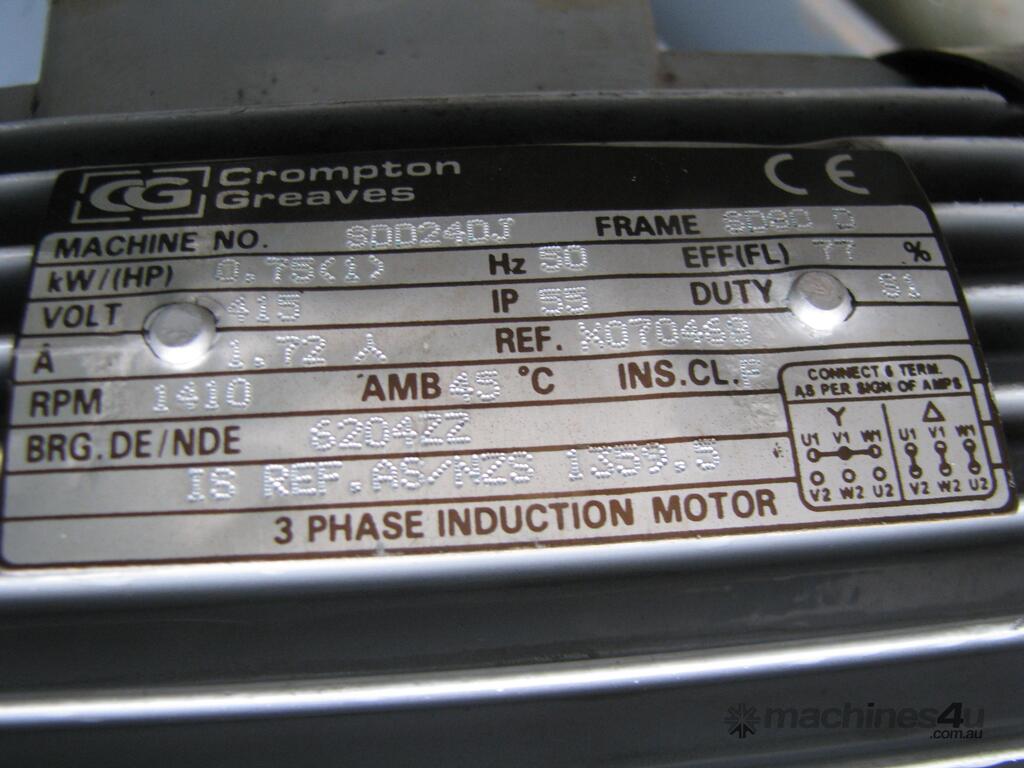 CG Crompton
Greaves
CE
MACHINE NO. SDD24DJ FRAME SD80 D
kW/(HP) 0.75(1) Hz 50 EFF(FL) 77 %
VOLT 415 IP 55 DUTY S1
A 1.72 REF.
RPM 1410 AMB 45 °C INS.CL. F
BRG.DE/NDE 6204ZZ
IS REF.AS/NZS 1359.5
3 PHASE INDUCTION MOTOR
CONNECT 6 TERM.
AS PER SIGN OF AMPS
Y Δ
U1 V1 W1 U1 V1 W1
V2 W2 U2 V2 W2 U2
machines4u
.com.au